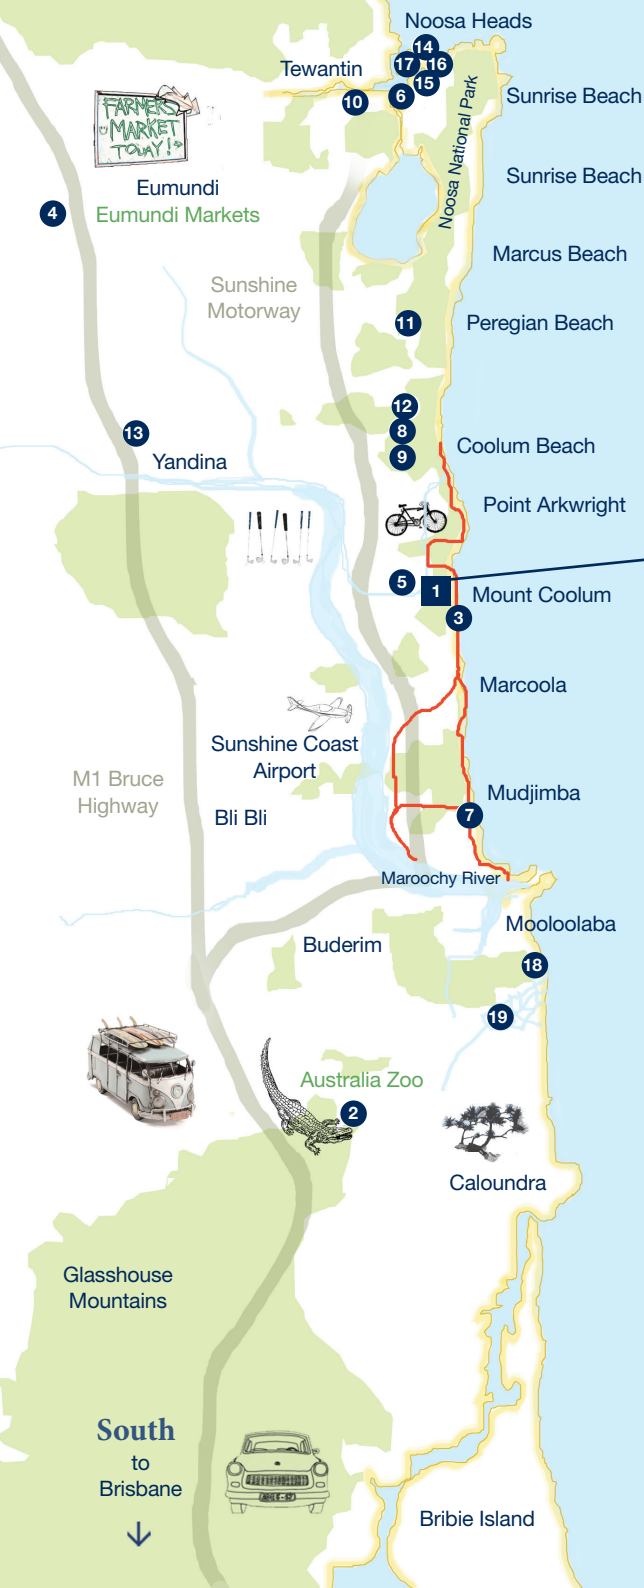 Noosa Heads
14
Tewantin
17
16
15
10
6
Sunrise Beach
FARMERS
MARKET
TODAY!
Noosa National Park
Sunrise Beach
Eumundi
4
Eumundi Markets
Marcus Beach
Sunshine
Motorway
11
Peregian Beach
12
13
8
Coolum Beach
9
Yandina
Point Arkwright
5
1
Mount Coolum
3
Marcoola
Sunshine Coast
Airport
M1 Bruce
Highway
Mudjimba
Bli Bli
7
Maroochy River
Mooloolaba
Buderim
18
19
Australia Zoo
2
Caloundra
Glasshouse
Mountains
South
to
Brisbane
Bribie Island